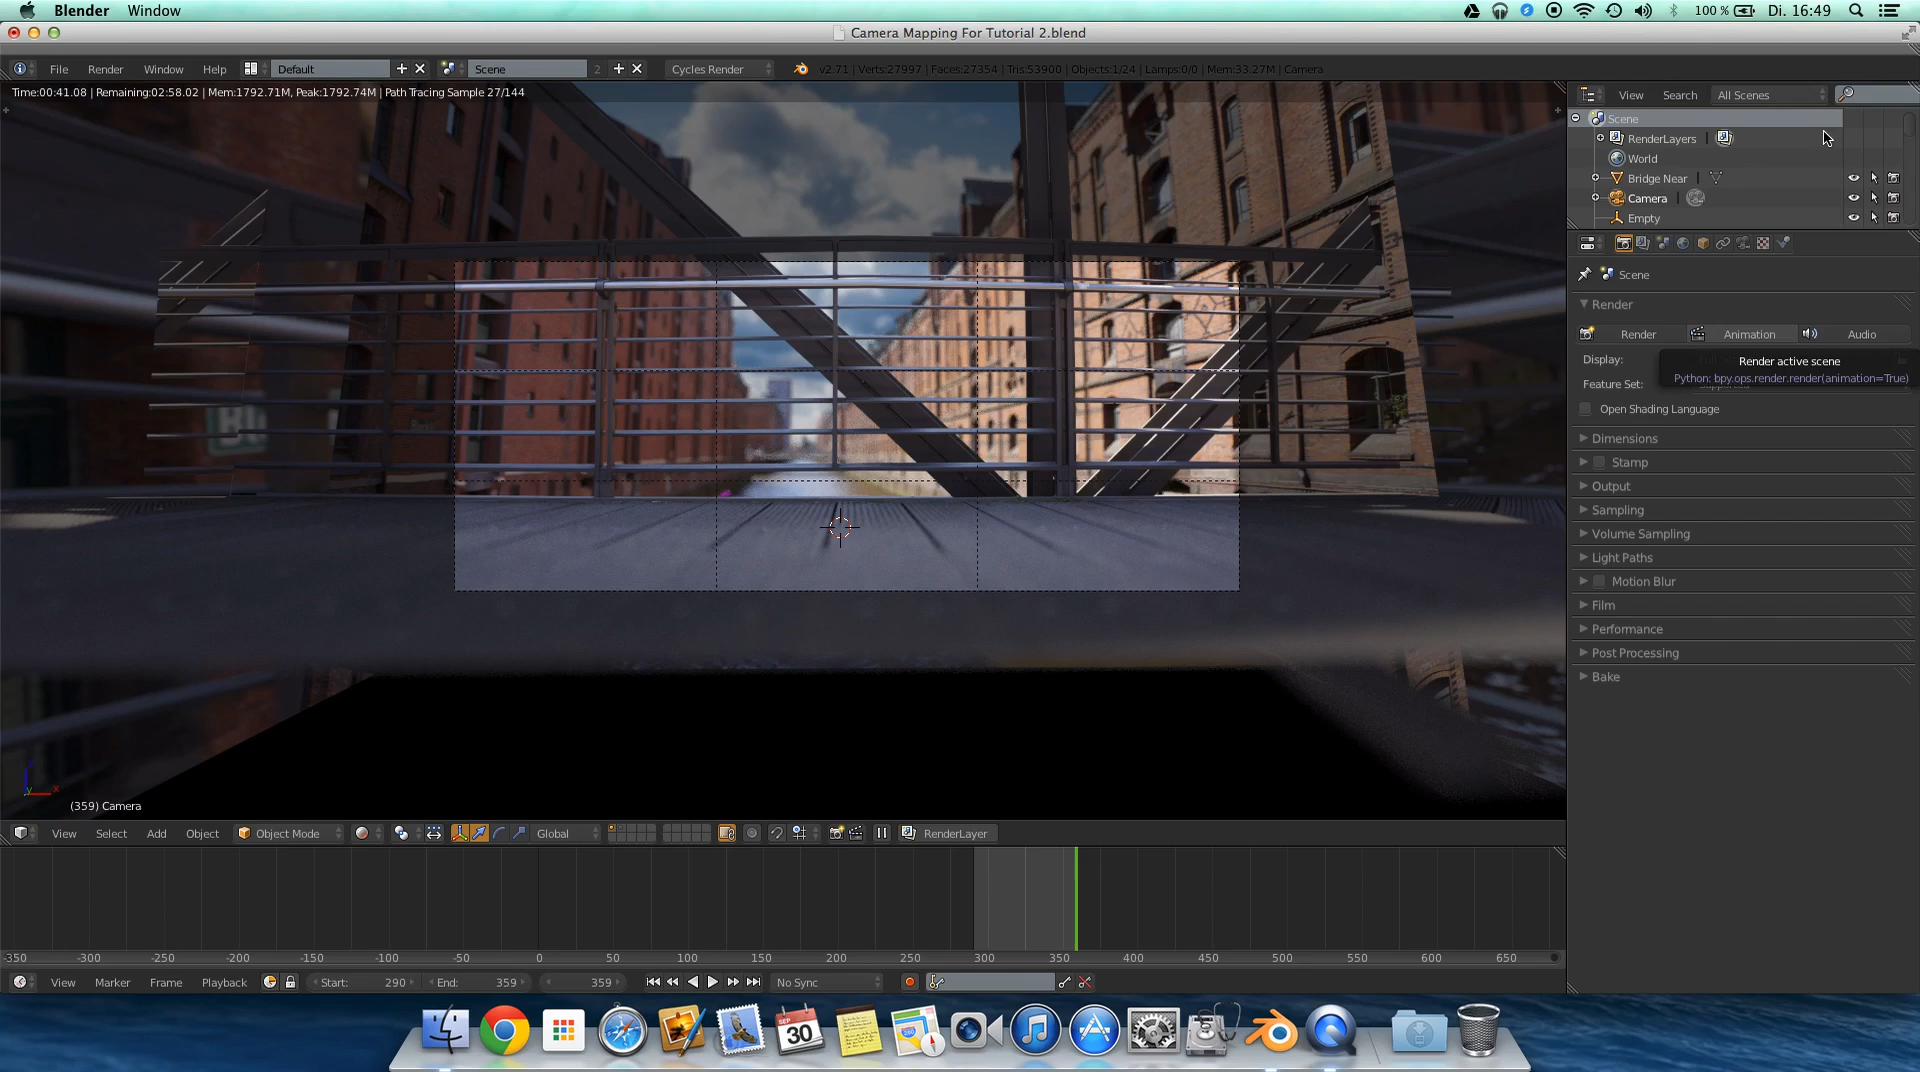 Blender Window 100 % Di. 16:49
Camera Mapping For Tutorial 2.blend
File Render Window Help Default Scene 2 Cycles Render v2.71 | Verts:27997 | Faces:27354 | Tris:53900 | Objects:1/24 | Lamps:0/0 | Mem:33.27M | Camera
Time:00:41.08 | Remaining:02:58.02 | Mem:1792.71M, Peak:1792.74M | Path Tracing Sample 27/144
View Search All Scenes
Scene
RenderLayers |
World
Bridge Near |
Camera |
Empty
Scene
Render
Render Animation Audio
Display:
Render active scene
Python: bpy.ops.render.render(animation=True)
Feature Set:
Open Shading Language
Dimensions
Stamp
Output
Sampling
Volume Sampling
Light Paths
Motion Blur
Film
Performance
Post Processing
Bake
(359) Camera
View Select Add Object Object Mode Global RenderLayer
-350 -300 -250 -200 -150 -100 -50 0 50 100 150 200 250 300 350 400 450 500 550 600 650
View Marker Frame Playback Start: 290 End: 359 359 No Sync
SEP
30